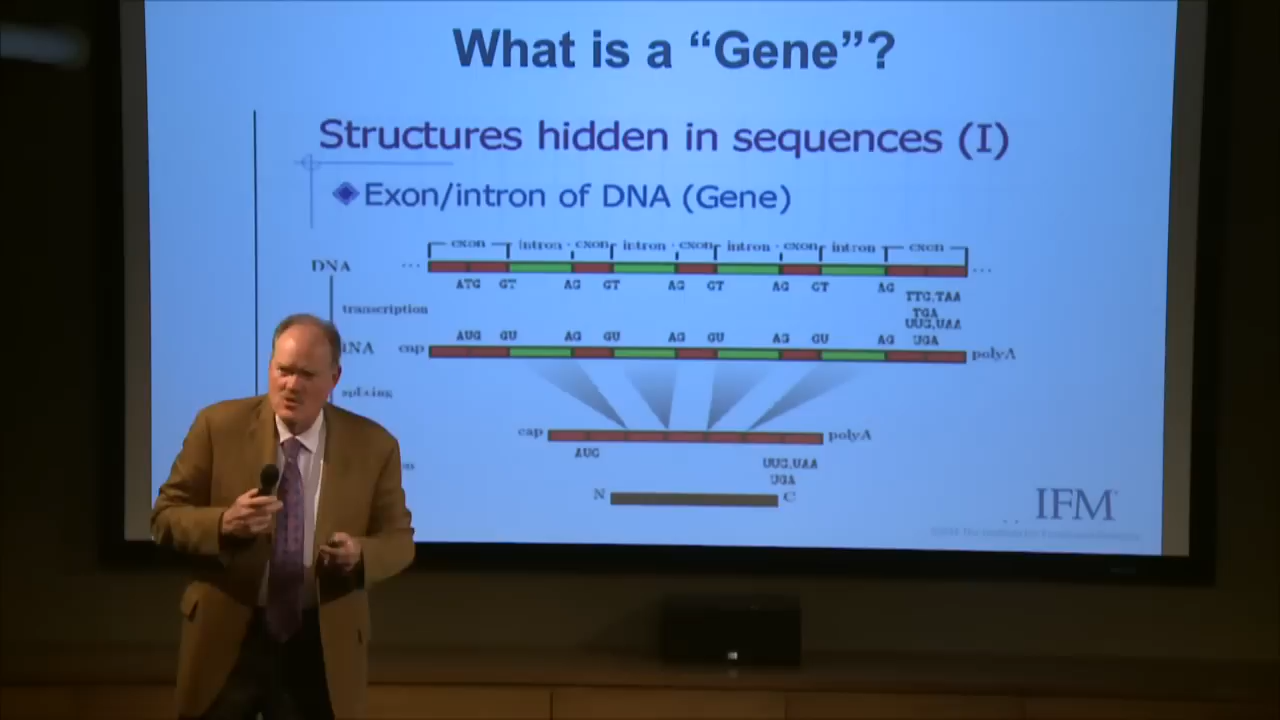 What is a “Gene”?
Structures hidden in sequences (I)
Exon/intron of DNA (Gene)
exon intron exon intron exon intron exon intron exon
DNA ... ...
ATG GT AG GT AG GT AG GT AG TTG,TAA
TGA
transcription
UUG,UAA
AUG GU AG GU AG GU AG GU AG UGA
NA cap polyA
splicing
cap polyA
AUG UUG,UAA
UGA
N C
IFM